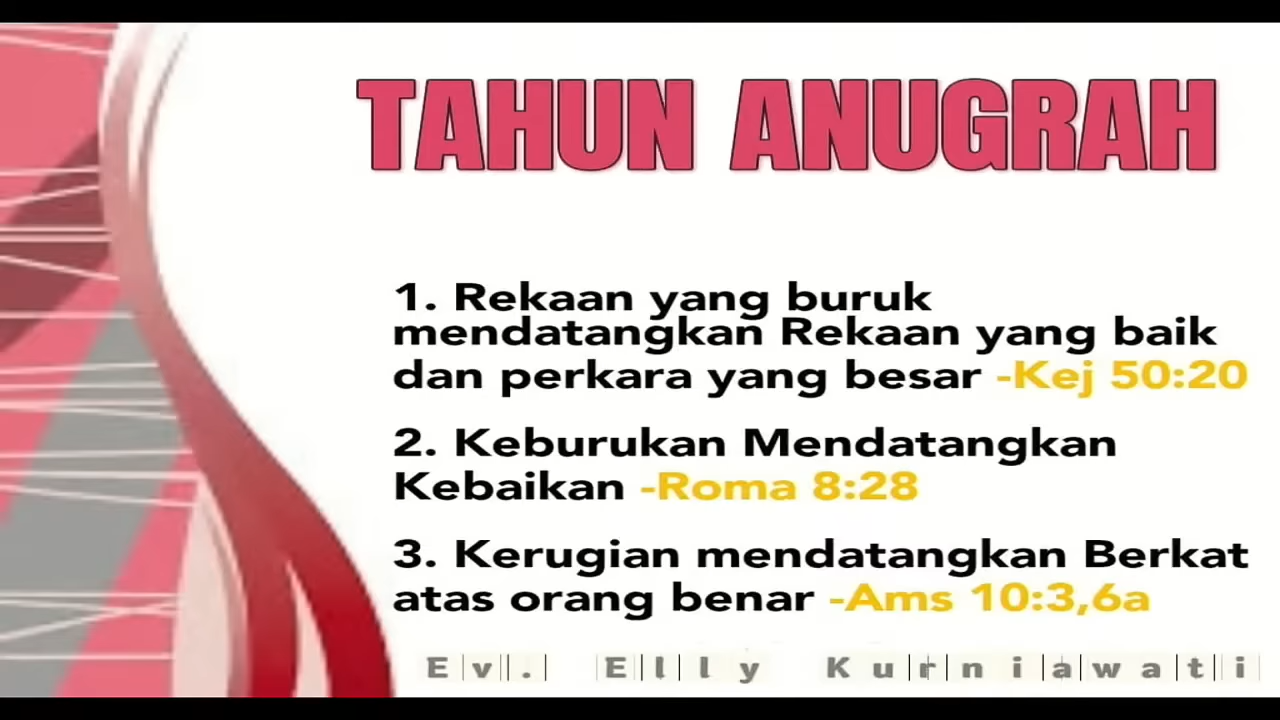 TAHUN ANUGRAH
1. Rekaan yang buruk
mendatangkan Rekaan yang baik
dan perkara yang besar -Kej 50:20
2. Keburukan Mendatangkan
Kebaikan -Roma 8:28
3. Kerugian mendatangkan Berkat
atas orang benar -Ams 10:3,6a
Ev. Elly Kurniawati